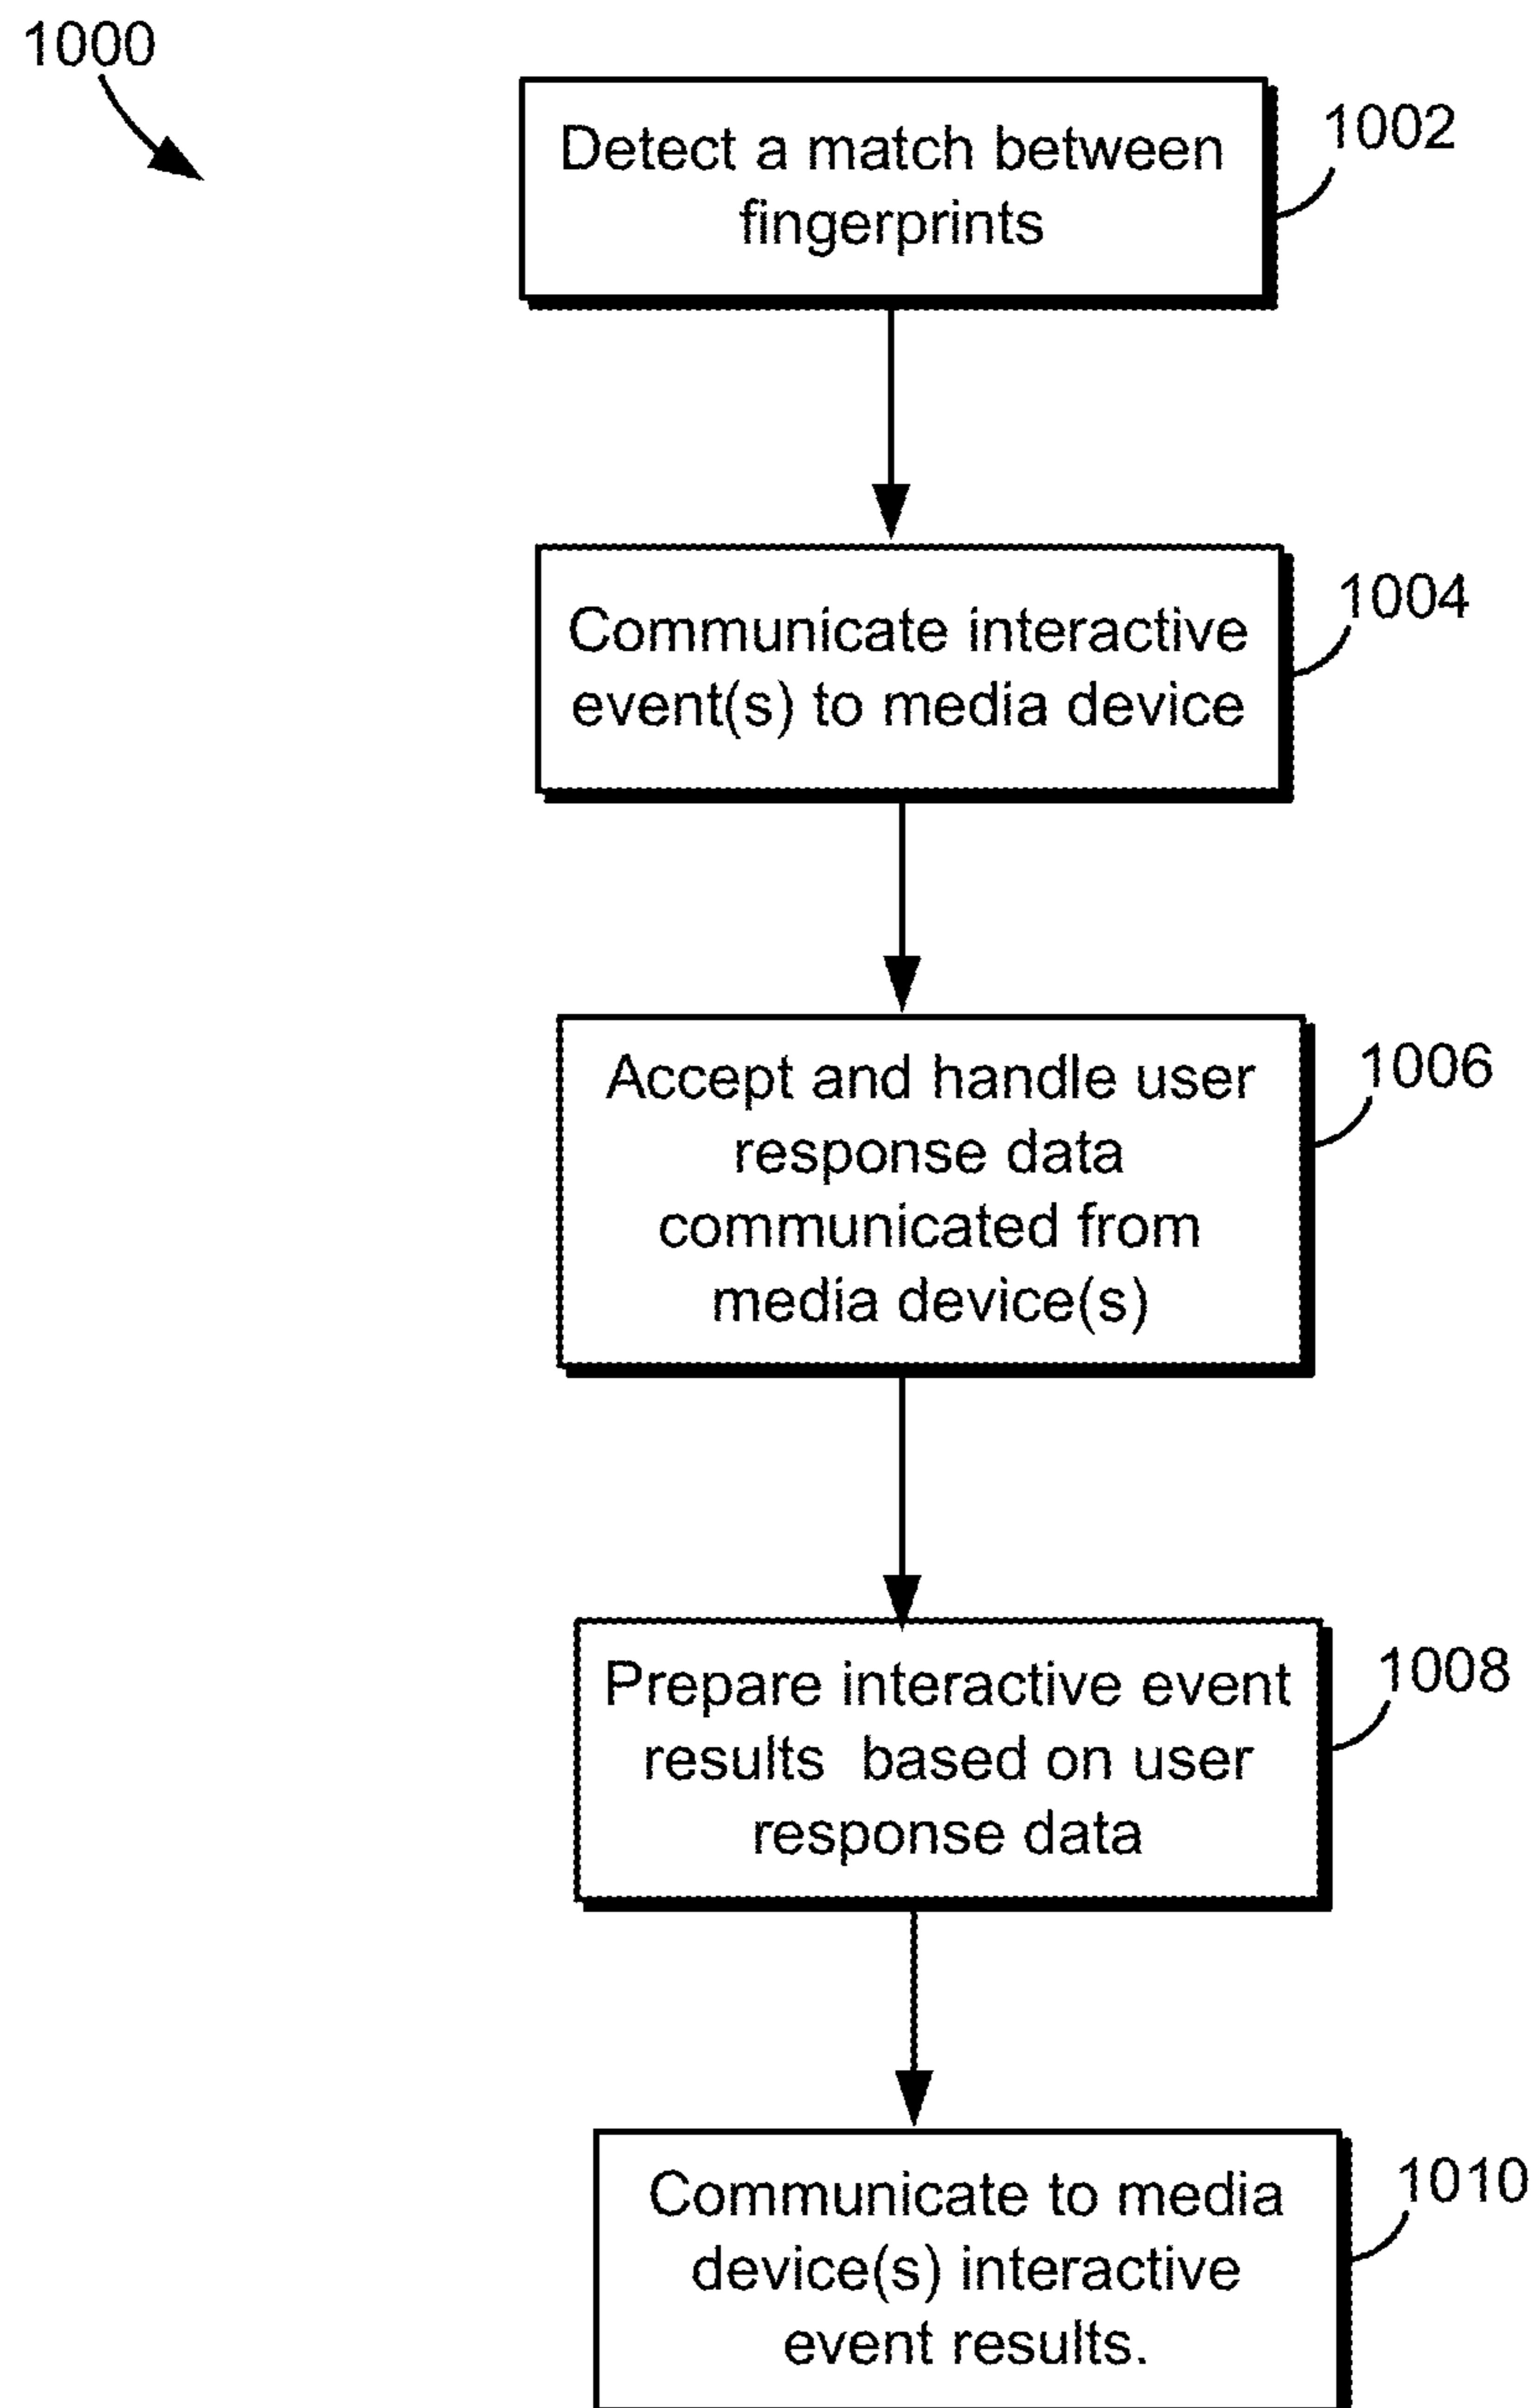 1000
Detect a match between
fingerprints
1002
Communicate interactive
event(s) to media device
1004
Accept and handle user
response data
communicated from
media device(s)
1006
Prepare interactive event
results based on user
response data
1008
Communicate to media
device(s) interactive
event results.
1010